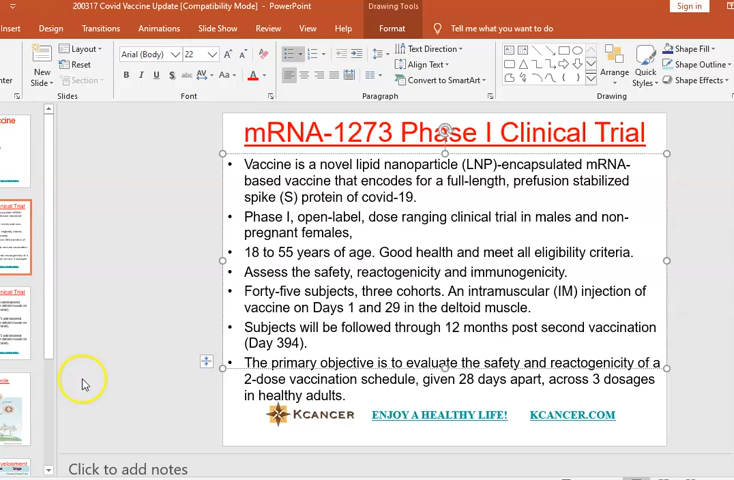 200317 Covid Vaccine Update [Compatibility Mode] - PowerPoint
Drawing Tools
Sign in
Insert Design Transitions Animations Slide Show Review View Help Format Tell me what you want to do
Layout
Reset
Section
New Slide
Slides
Arial (Body) 22
B I U S abc AV Aa A
Font
Text Direction
Align Text
Convert to SmartArt
Paragraph
Arrange
Quick Styles
Shape Fill
Shape Outline
Shape Effects
Drawing
mRNA-1273 Phase I Clinical Trial
• Vaccine is a novel lipid nanoparticle (LNP)-encapsulated mRNA-
based vaccine that encodes for a full-length, prefusion stabilized
spike (S) protein of covid-19.
• Phase I, open-label, dose ranging clinical trial in males and non-
pregnant females,
• 18 to 55 years of age. Good health and meet all eligibility criteria.
• Assess the safety, reactogenicity and immunogenicity.
• Forty-five subjects, three cohorts. An intramuscular (IM) injection of
vaccine on Days 1 and 29 in the deltoid muscle.
• Subjects will be followed through 12 months post second vaccination
(Day 394).
• The primary objective is to evaluate the safety and reactogenicity of a
2-dose vaccination schedule, given 28 days apart, across 3 dosages
in healthy adults.
KCANCER ENJOY A HEALTHY LIFE! KCANCER.COM
Click to add notes